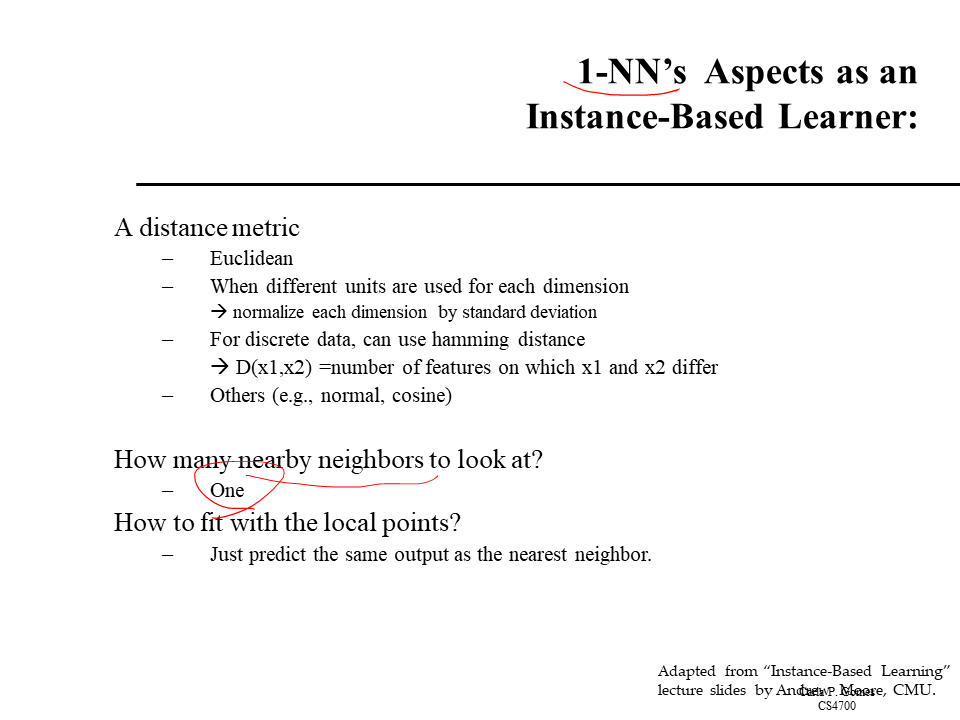 1-NN's Aspects as an
Instance-Based Learner:
A distance metric
– Euclidean
– When different units are used for each dimension
→ normalize each dimension by standard deviation
– For discrete data, can use hamming distance
→ D(x1,x2) =number of features on which x1 and x2 differ
– Others (e.g., normal, cosine)
How many nearby neighbors to look at?
– One
How to fit with the local points?
– Just predict the same output as the nearest neighbor.
Adapted from “Instance-Based Learning”
lecture slides by Andrew Moore, CMU.
Carla P. Gomes
CS4700